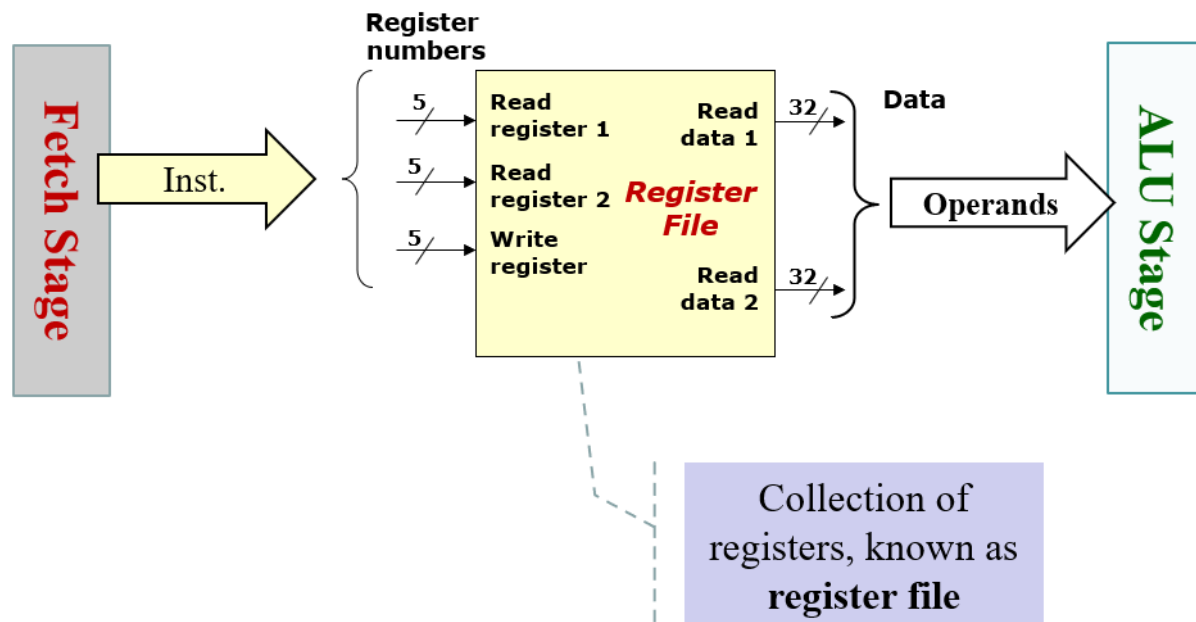 Fetch Stage
Inst.
Register
numbers
5
Read
register 1
5
Read
register 2
5
Write
register
Register
File
Read
data 1
32
Read
data 2
32
Data
Operands
ALU Stage
Collection of
registers, known as
register file